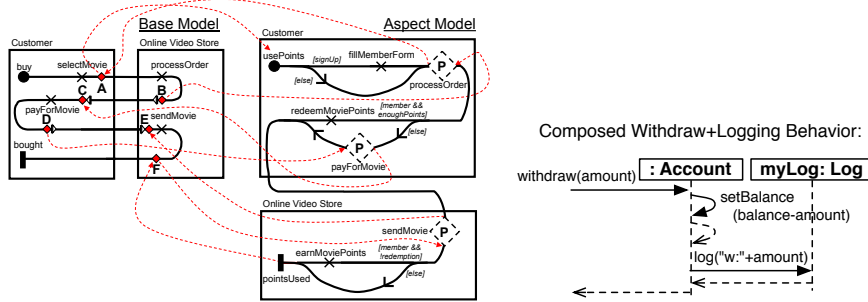 Base Model
Customer
Online Video Store
buy
selectMovie
A
processOrder
C
B
payForMovie
D
E
sendMovie
bought
F
Aspect Model
Customer
usePoints
[signUp]
fillMemberForm
[else]
P
processOrder
redeemMoviePoints
[member &&
enoughPoints]
[else]
P
payForMovie
Online Video Store
sendMovie
P
earnMoviePoints
[member &&
!redemption]
[else]
pointsUsed
Composed Withdraw+Logging Behavior:
withdraw(amount)
: Account
myLog: Log
setBalance
(balance-amount)
log("w:"+amount)